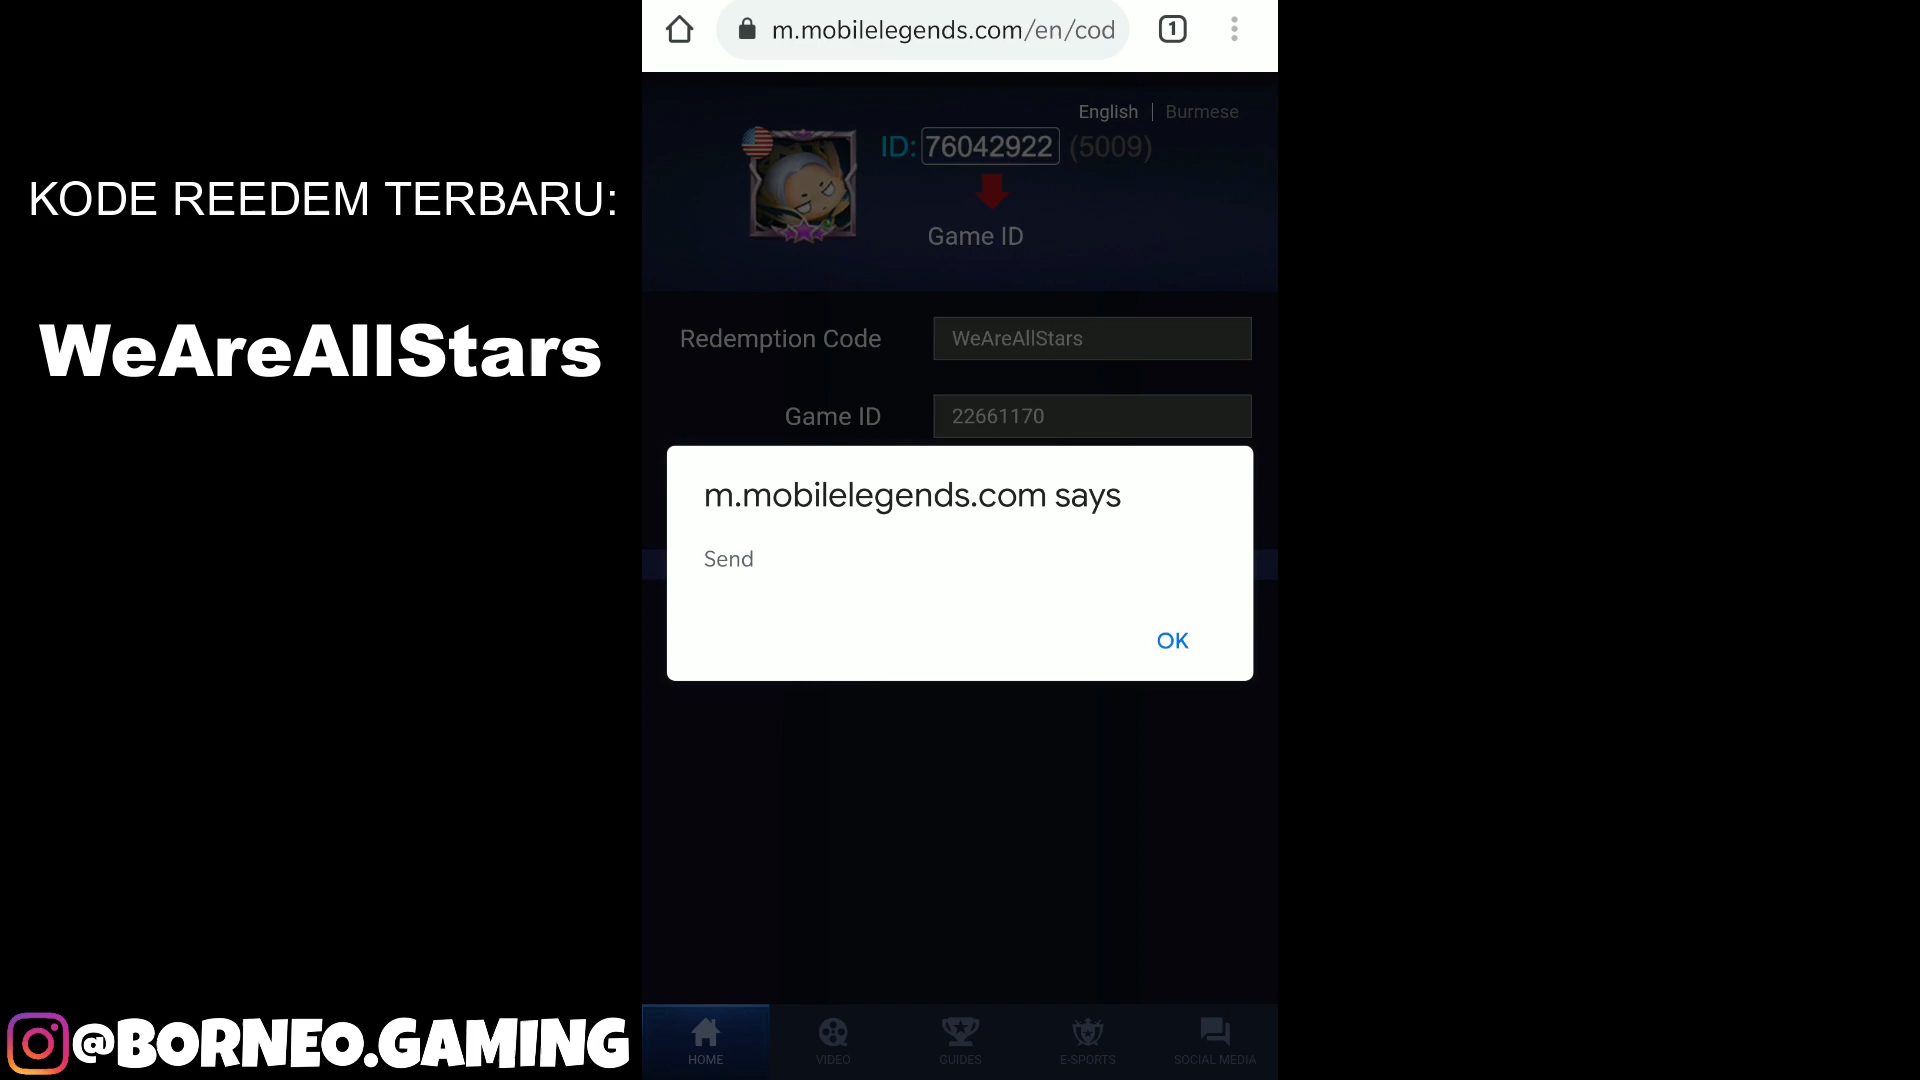 m.mobilelegends.com/en/cod
1
English | Burmese
ID: 76042922 (5009)
Game ID
KODE REEDEM TERBARU:
WeAreAllStars
Redemption Code WeAreAllStars
Game ID 22661170
m.mobilelegends.com says
Send
OK
@BORNEO.GAMING
HOME VIDEO GUIDES E-SPORTS SOCIAL MEDIA